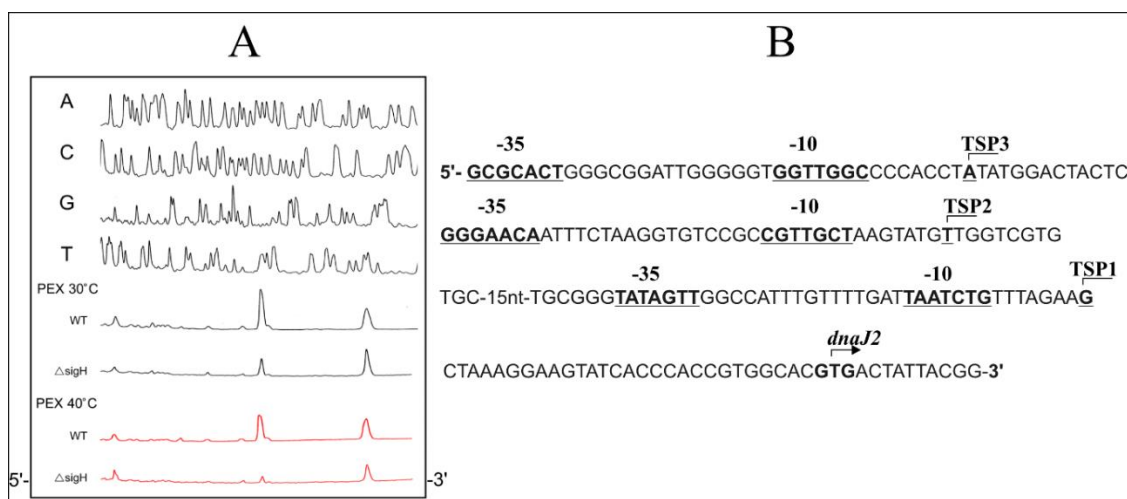 A
B
A
C
G
T
PEX 30°C
WT
△sigH
PEX 40°C
WT
△sigH
5'-
-3'
-35
-10
TSP3
5'- GCGCACTGGGCGGATTGGGGGTGGTTGGCCCCACCTATATGGACTACTC
-35
-10
TSP2
GGGAACAATTTCTAAGGTGTCCGCCGTTGCTAAGTATGTTGGTCGTG
-35
-10
TSP1
TGC-15nt-TGCGGGTATAGTTGGCCATTTGTTTTGATTAATCTGTTTAGAAG
dnaJ2
CTAAAGGAAGTATCACCCACCGTGGCACGTGACTATTACGG-3'